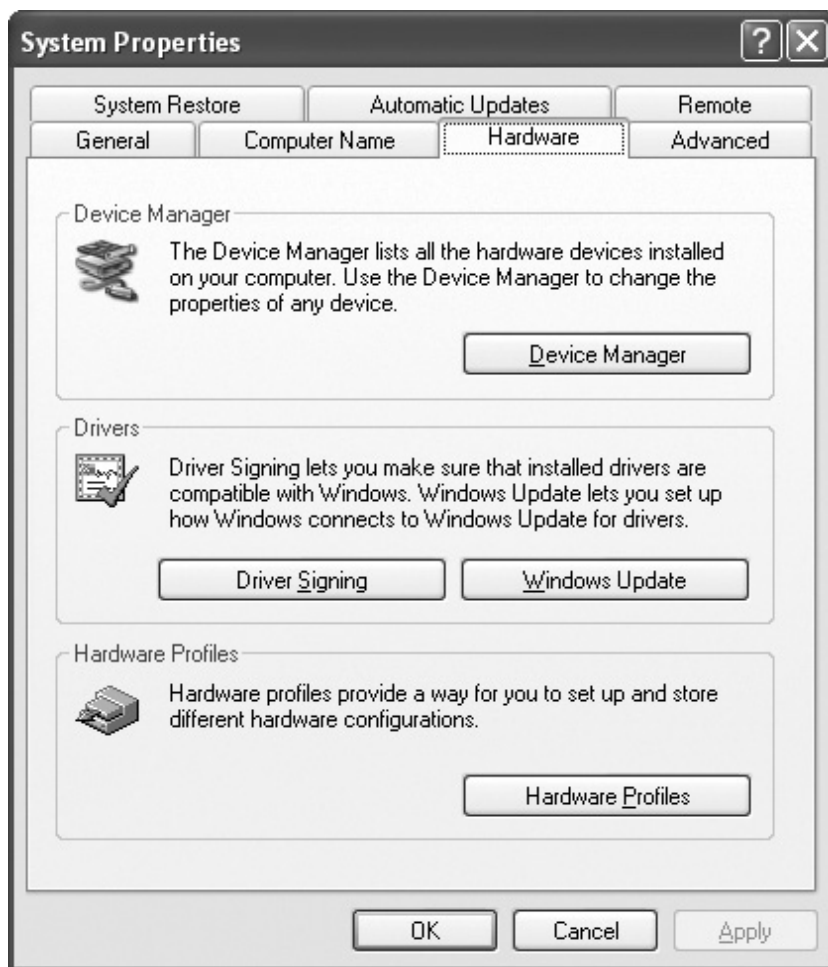 System Properties
System Restore Automatic Updates Remote
General Computer Name Hardware Advanced
Device Manager
The Device Manager lists all the hardware devices installed
on your computer. Use the Device Manager to change the
properties of any device.
Device Manager
Drivers
Driver Signing lets you make sure that installed drivers are
compatible with Windows. Windows Update lets you set up
how Windows connects to Windows Update for drivers.
Driver Signing Windows Update
Hardware Profiles
Hardware profiles provide a way for you to set up and store
different hardware configurations.
Hardware Profiles
OK Cancel Apply